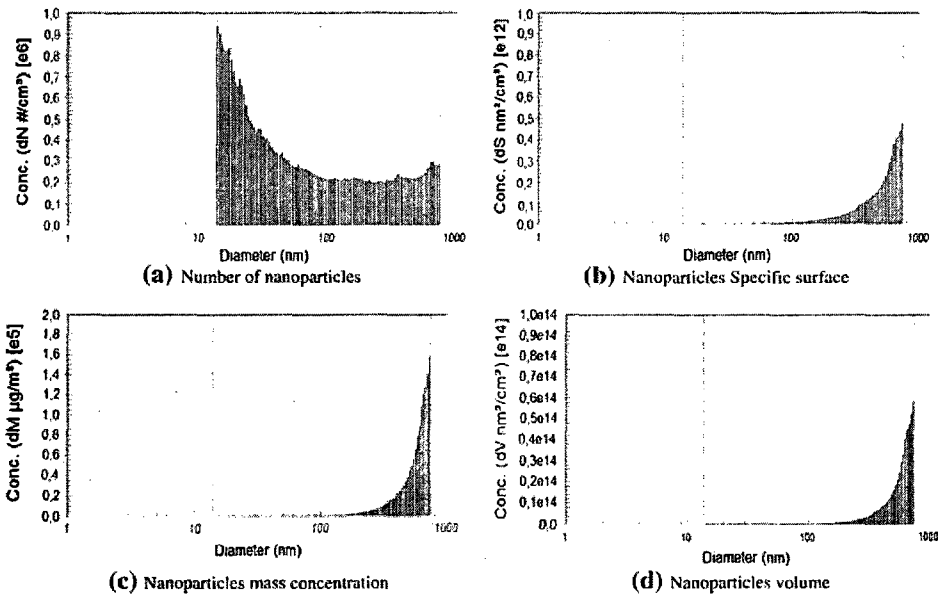 Conc. (dN #/cm³) [e6]
1,0
0,9
0,8
0,7
0,6
0,5
0,4
0,3
0,2
0,1
0,0
1
10
100
1000
Diameter (nm)
(a) Number of nanoparticles
Conc. (dS nm²/cm³) [e12]
1,0
0,9
0,8
0,7
0,6
0,5
0,4
0,3
0,2
0,1
0,0
1
10
100
1000
Diameter (nm)
(b) Nanoparticles Specific surface
Conc. (dM µg/m³) [e5]
2,0
1,8
1,6
1,4
1,2
1,0
0,8
0,6
0,4
0,2
0,0
1
10
100
1000
Diameter (nm)
(c) Nanoparticles mass concentration
Conc. (dV nm³/cm³) [e14]
1,0e14
0,9e14
0,8e14
0,7e14
0,6e14
0,5e14
0,4e14
0,3e14
0,2e14
0,1e14
0,0
1
10
100
1000
Diameter (nm)
(d) Nanoparticles volume